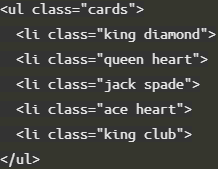 <ul class="cards">
  <li class="king diamond">
  <li class="queen heart">
  <li class="jack spade">
  <li class="ace heart">
  <li class="king club">
</ul>